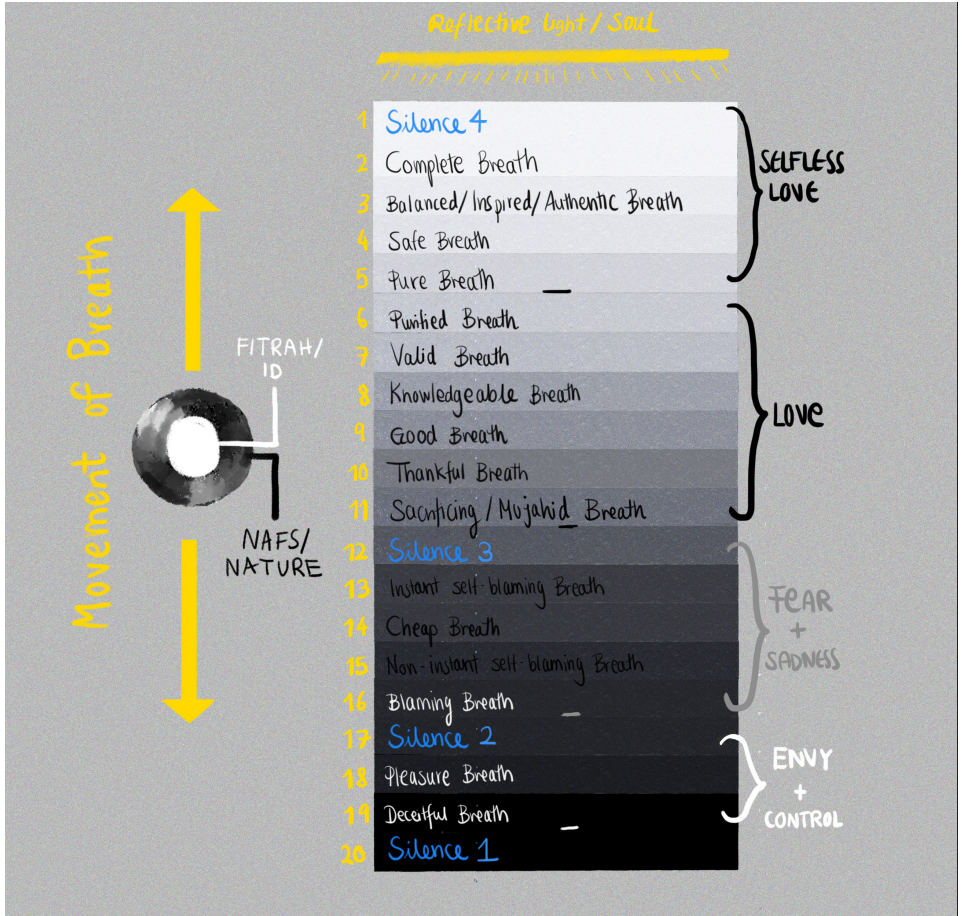 Reflective light / Soul
1 Silence 4
2 Complete Breath
3 Balanced/Inspired/Authentic Breath
4 Safe Breath
5 Pure Breath
SELFLESS
LOVE
6 Purified Breath
7 Valid Breath
8 Knowledgeable Breath
9 Good Breath
10 Thankful Breath
11 Sacrificing / Mujahid Breath
LOVE
12 Silence 3
13 Instant self-blaming Breath
14 Cheap Breath
15 Non-instant self-blaming Breath
16 Blaming Breath
FEAR
+
SADNESS
17 Silence 2
18 Pleasure Breath
19 Deceitful Breath
20 Silence 1
ENVY
+
CONTROL
Movement of Breath
FITRAH/
ID
NAFS/
NATURE